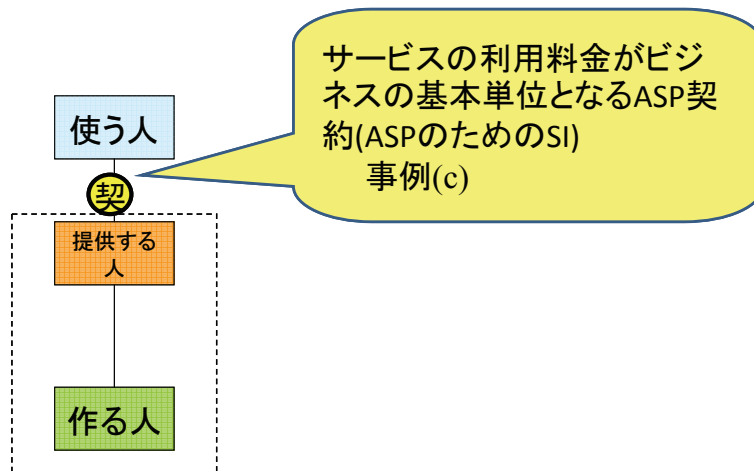 サービスの利用料金がビジ
ネスの基本単位となるASP契
約(ASPのためのSI)
事例(c)
使う人
契
提供する
人
作る人